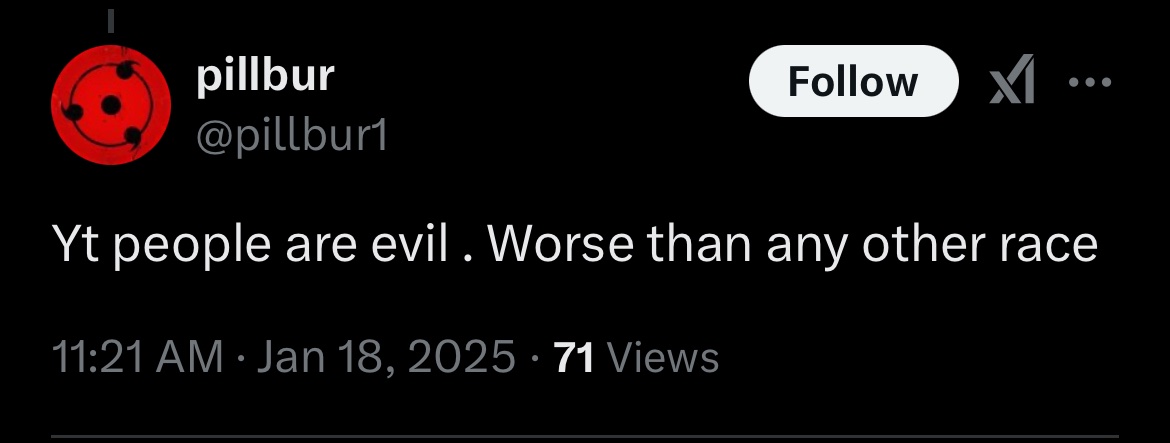 pillbur
Follow
@pillbur1
Yt people are evil . Worse than any other race
11:21 AM · Jan 18, 2025 · 71 Views